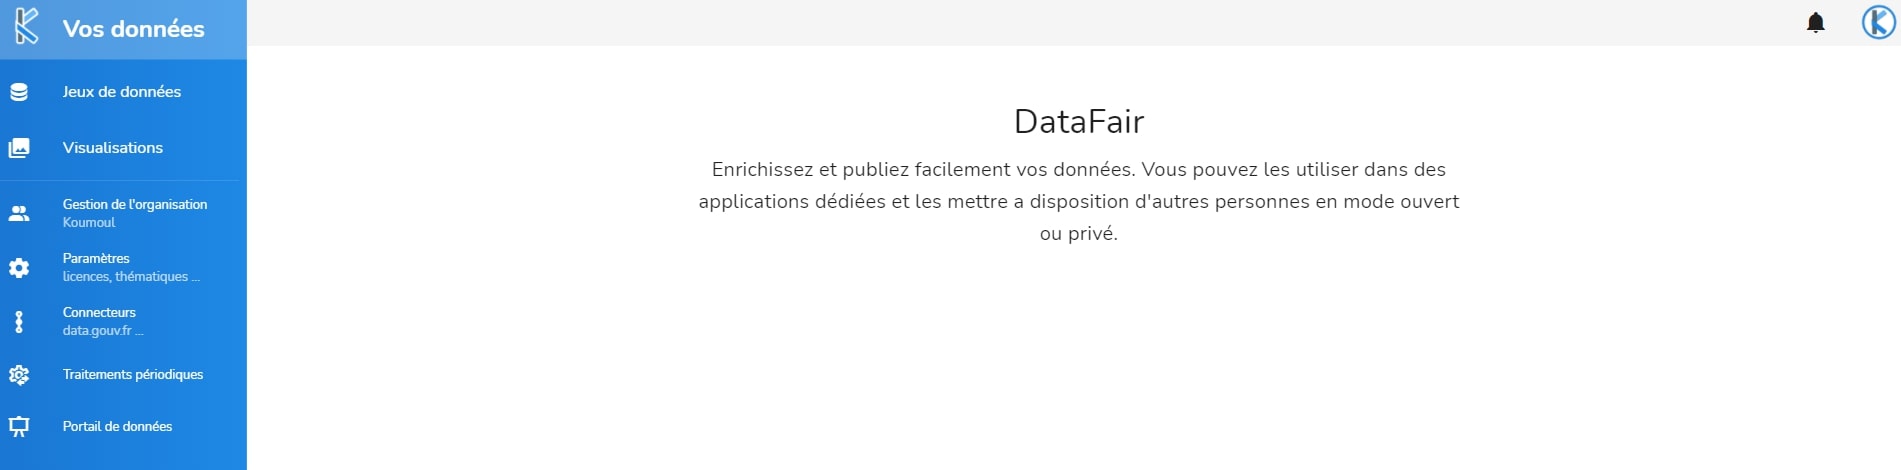 Vos données
Jeux de données
Visualisations
Gestion de l'organisation
Koumoul
Paramètres
licences, thématiques ...
Connecteurs
data.gouv.fr ...
Traitements périodiques
Portail de données
DataFair
Enrichissez et publiez facilement vos données. Vous pouvez les utiliser dans des
applications dédiées et les mettre a disposition d'autres personnes en mode ouvert
ou privé.